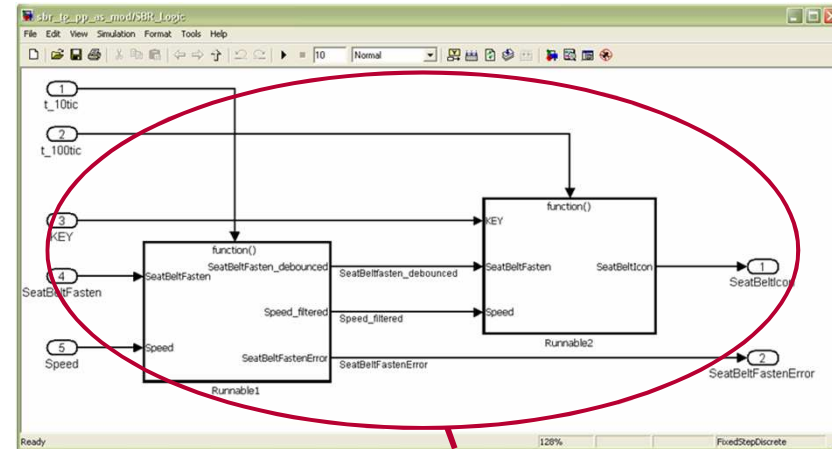 sbr_tg_pp_as_mod/SBR_Logic
File Edit View Simulation Format Tools Help
10 Normal
1
t_10tic
2
t_100tic
3
KEY
4
SeatBeltFasten
5
Speed
function()
SeatBeltFasten
SeatBeltFasten_debounced
Speed_filtered
Speed
SeatBeltFastenError
Runnable1
SeatBeltfasten_debounced
Speed_filtered
SeatBeltFastenError
function()
KEY
SeatBeltFasten
SeatBeltIcon
Speed
Runnable2
1
SeatBeltIcon
2
SeatBeltFastenError
Ready 128% FixedStepDiscrete